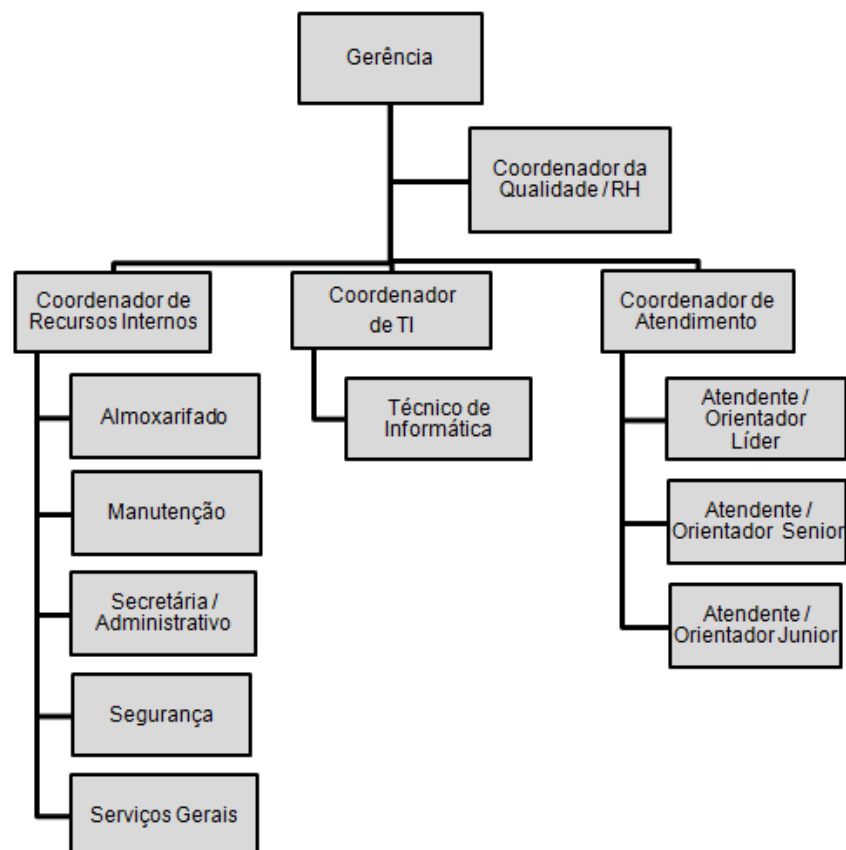 Gerência
Coordenador da
Qualidade / RH
Coordenador de
Recursos Internos
Coordenador
de TI
Coordenador de
Atendimento
Almoxarifado
Manutenção
Secretária /
Administrativo
Segurança
Serviços Gerais
Técnico de
Informática
Atendente /
Orientador
Líder
Atendente /
Orientador Senior
Atendente /
Orientador Junior